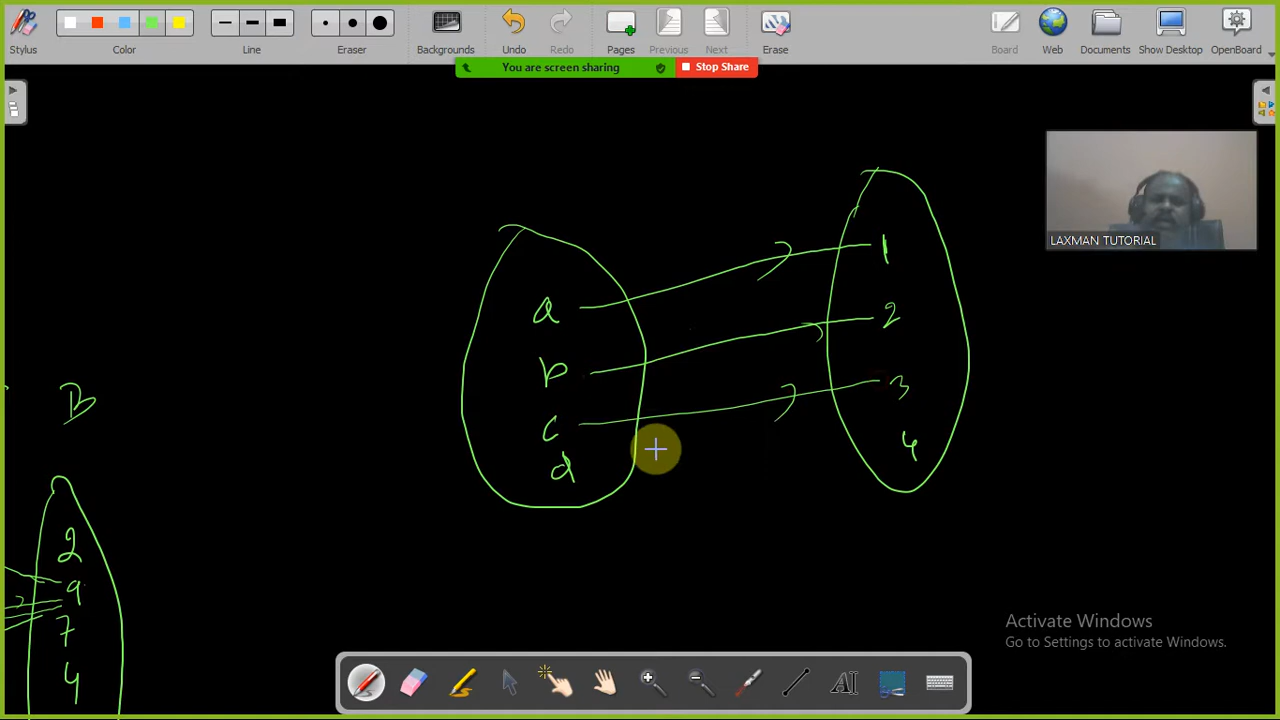 Stylus
Color
Line
Eraser
Backgrounds
Undo
Redo
Pages
Previous
Next
Erase
Board
Web
Documents
Show Desktop
OpenBoard
You are screen sharing
Stop Share
LAXMAN TUTORIAL
a
b
c
d
1
2
3
4
B
2
9
7
4
Activate Windows
Go to Settings to activate Windows.
AI